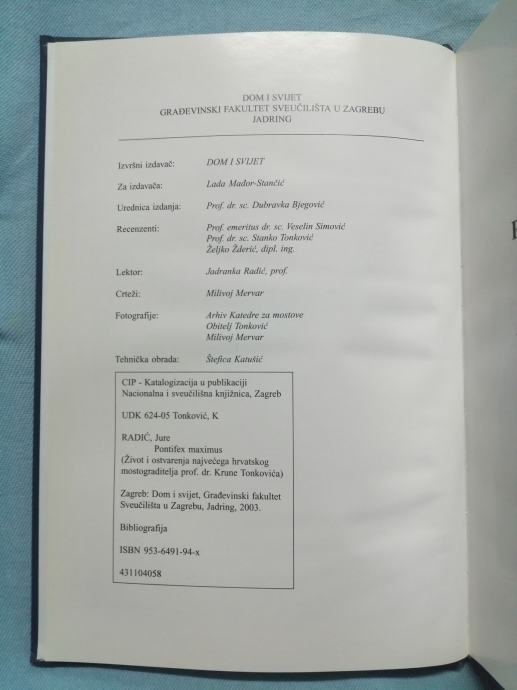 DOM I SVIJET
GRAĐEVINSKI FAKULTET SVEUČILIŠTA U ZAGREBU
JADRING
Izvršni izdavač: DOM I SVIJET
Za izdavača: Lada Mađor-Stančić
Urednica izdanja: Prof. dr. sc. Dubravka Bjegović
Recenzenti: Prof. emeritus dr. sc. Veselin Simović
Prof. dr. sc. Stanko Tonković
Željko Žderić, dipl. ing.
Lektor: Jadranka Radić, prof.
Crteži: Milivoj Mervar
Fotografije: Arhiv Katedre za mostove
Obitelj Tonković
Milivoj Mervar
Tehnička obrada: Štefica Katušić
CIP - Katalogizacija u publikaciji
Nacionalna i sveučilišna knjižnica, Zagreb
UDK 624-05 Tonković, K
RADIĆ, Jure
Pontifex maximus
(Život i ostvarenja najvećega hrvatskog
mostograditelja prof. dr. Krune Tonkovića)
Zagreb: Dom i svijet, Građevinski fakultet
Sveučilišta u Zagrebu, Jadring, 2003.
Bibliografija
ISBN 953-6491-94-x
431104058